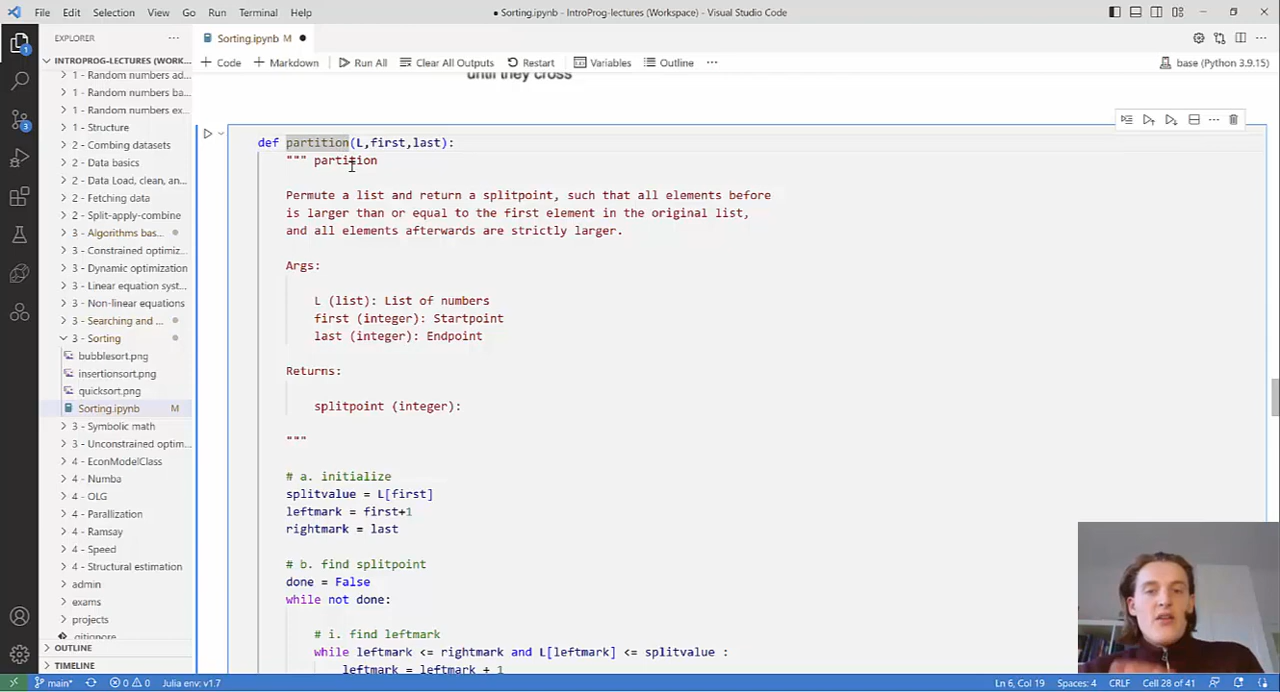 File Edit Selection View Go Run Terminal Help
● Sorting.ipynb - IntroProg-lectures (Workspace) - Visual Studio Code
EXPLORER
INTROPROG-LECTURES (WORK...
1 - Random numbers ad...
1 - Random numbers ba...
1 - Random numbers ex...
1 - Structure
2 - Combing datasets
2 - Data basics
2 - Data Load, clean, an...
2 - Fetching data
2 - Split-apply-combine
3 - Algorithms bas...
3 - Constrained optimiz...
3 - Dynamic optimization
3 - Linear equation syst...
3 - Non-linear equations
3 - Searching and ...
3 - Sorting
bubblesort.png
insertionsort.png
quicksort.png
Sorting.ipynb M
3 - Symbolic math
3 - Unconstrained optim...
4 - EconModelClass
4 - Numba
4 - OLG
4 - Parallization
4 - Ramsay
4 - Speed
4 - Structural estimation
admin
exams
projects
.gitignore
OUTLINE
TIMELINE
Sorting.ipynb M ●
+ Code + Markdown Run All Clear All Outputs Restart Variables Outline ...
base (Python 3.9.15)
until they cross
def partition(L,first,last):
""" partition
Permute a list and return a splitpoint, such that all elements before
is larger than or equal to the first element in the original list,
and all elements afterwards are strictly larger.
Args:
L (list): List of numbers
first (integer): Startpoint
last (integer): Endpoint
Returns:
splitpoint (integer):
"""
# a. initialize
splitvalue = L[first]
leftmark = first+1
rightmark = last
# b. find splitpoint
done = False
while not done:
# i. find leftmark
while leftmark <= rightmark and L[leftmark] <= splitvalue :
leftmark = leftmark + 1
main* 0 0 Julia env: v1.7
Ln 6, Col 19 Spaces: 4 CRLF Cell 28 of 41